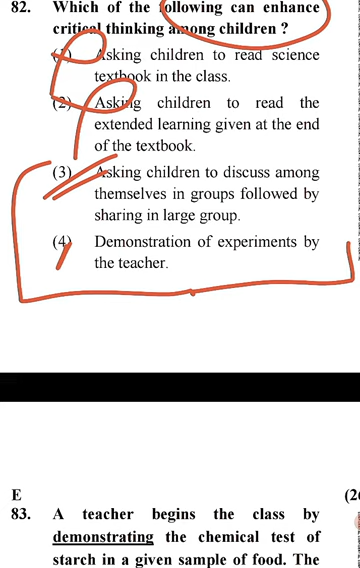 82. Which of the following can enhance
critical thinking among children ?
(1) Asking children to read science
textbook in the class.
(2) Asking children to read the
extended learning given at the end
of the textbook.
(3) Asking children to discuss among
themselves in groups followed by
sharing in large group.
(4) Demonstration of experiments by
the teacher.
E
83. A teacher begins the class by
demonstrating the chemical test of
starch in a given sample of food. The